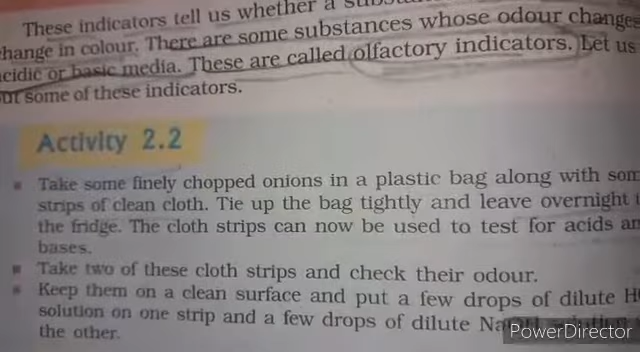 These indicators tell us whether a
change in colour. There are some substances whose odour changes
acidic or basic media. These are called olfactory indicators. Let us
out some of these indicators.
Activity 2.2
Take some finely chopped onions in a plastic bag along with som
strips of clean cloth. Tie up the bag tightly and leave overnight i
the fridge. The cloth strips can now be used to test for acids an
bases.
Take two of these cloth strips and check their odour.
Keep them on a clean surface and put a few drops of dilute H
solution on one strip and a few drops of dilute
the other.
PowerDirector